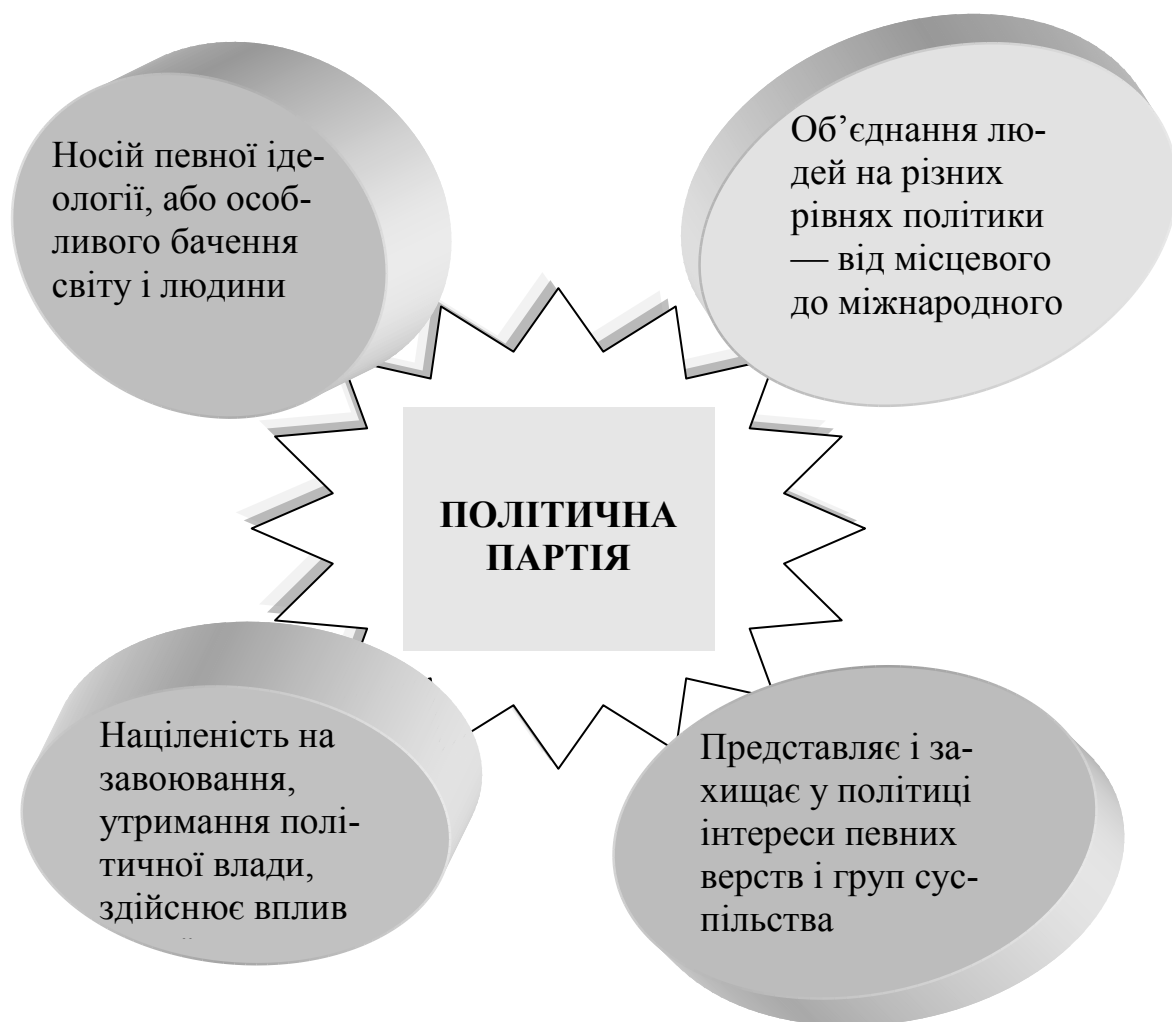 Носій певної іде-
ології, або особ-
ливого бачення
світу і людини
Об’єднання лю-
дей на різних
рівнях політики
— від місцевого
до міжнародного
ПОЛІТИЧНА
ПАРТІЯ
Націленість на
завоювання,
утримання полі-
тичної влади,
здійснює вплив
Представляє і за-
хищає у політиці
інтереси певних
верств і груп сус-
пільства